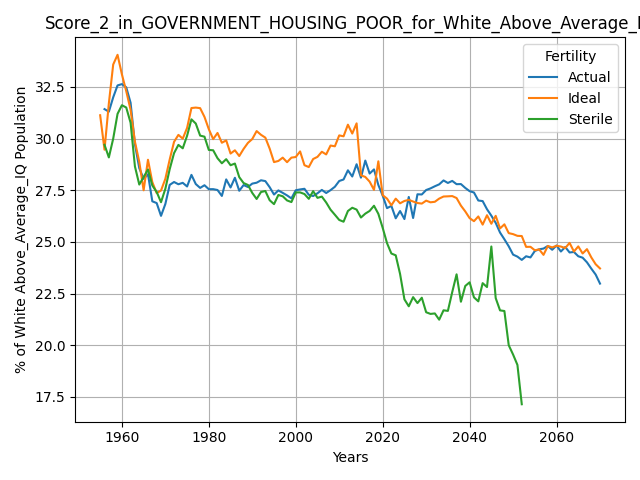 Score_2_in_GOVERNMENT_HOUSING_POOR_for_White_Above_Average_I
Fertility
Actual
Ideal
Sterile
% of White Above_Average_IQ Population
32.5
30.0
27.5
25.0
22.5
20.0
17.5
1960
1980
2000
2020
2040
2060
Years